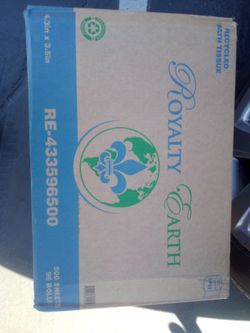 RECYCLED
BATH TISSUE
4.3in x 3.5in
ROYALTY
EARTH
RE-433596500
500 SHEETS
96 ROLLS